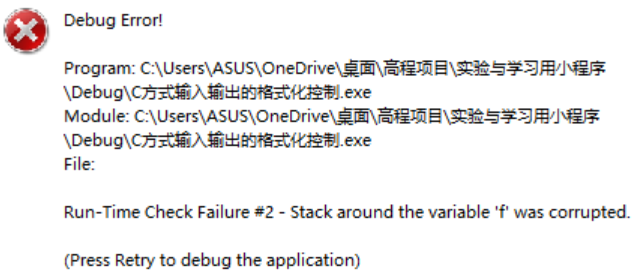 Debug Error!
Program: C:\Users\ASUS\OneDrive\桌面\高程项目\实验与学习用小程序
\Debug\C方式输入输出的格式化控制.exe
Module: C:\Users\ASUS\OneDrive\桌面\高程项目\实验与学习用小程序
\Debug\C方式输入输出的格式化控制.exe
File:
Run-Time Check Failure #2 - Stack around the variable 'f' was corrupted.
(Press Retry to debug the application)